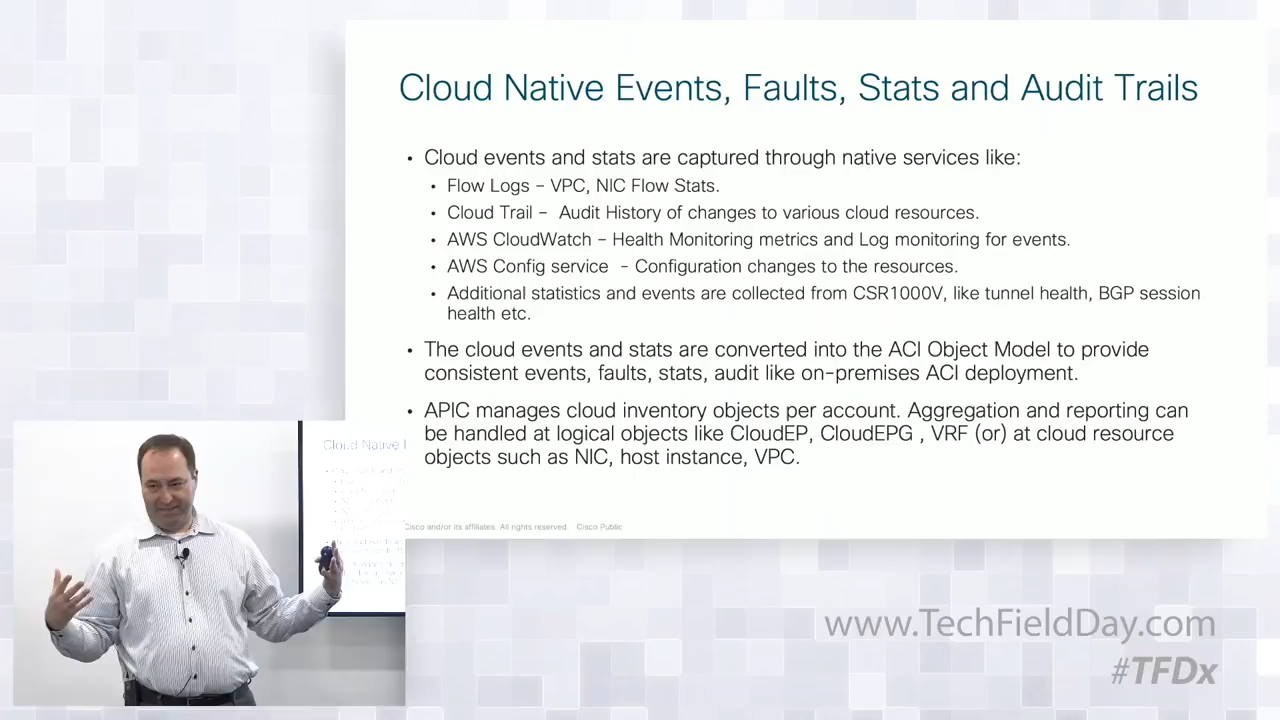 Cloud Native Events, Faults, Stats and Audit Trails
• Cloud events and stats are captured through native services like:
• Flow Logs – VPC, NIC Flow Stats.
• Cloud Trail – Audit History of changes to various cloud resources.
• AWS CloudWatch – Health Monitoring metrics and Log monitoring for events.
• AWS Config service - Configuration changes to the resources.
• Additional statistics and events are collected from CSR1000V, like tunnel health, BGP session
health etc.
• The cloud events and stats are converted into the ACI Object Model to provide
consistent events, faults, stats, audit like on-premises ACI deployment.
• APIC manages cloud inventory objects per account. Aggregation and reporting can
be handled at logical objects like CloudEP, CloudEPG , VRF (or) at cloud resource
objects such as NIC, host instance, VPC.
Cisco and/or its affiliates. All rights reserved. Cisco Public
Cloud Native
www.TechFieldDay.com
#TFDx